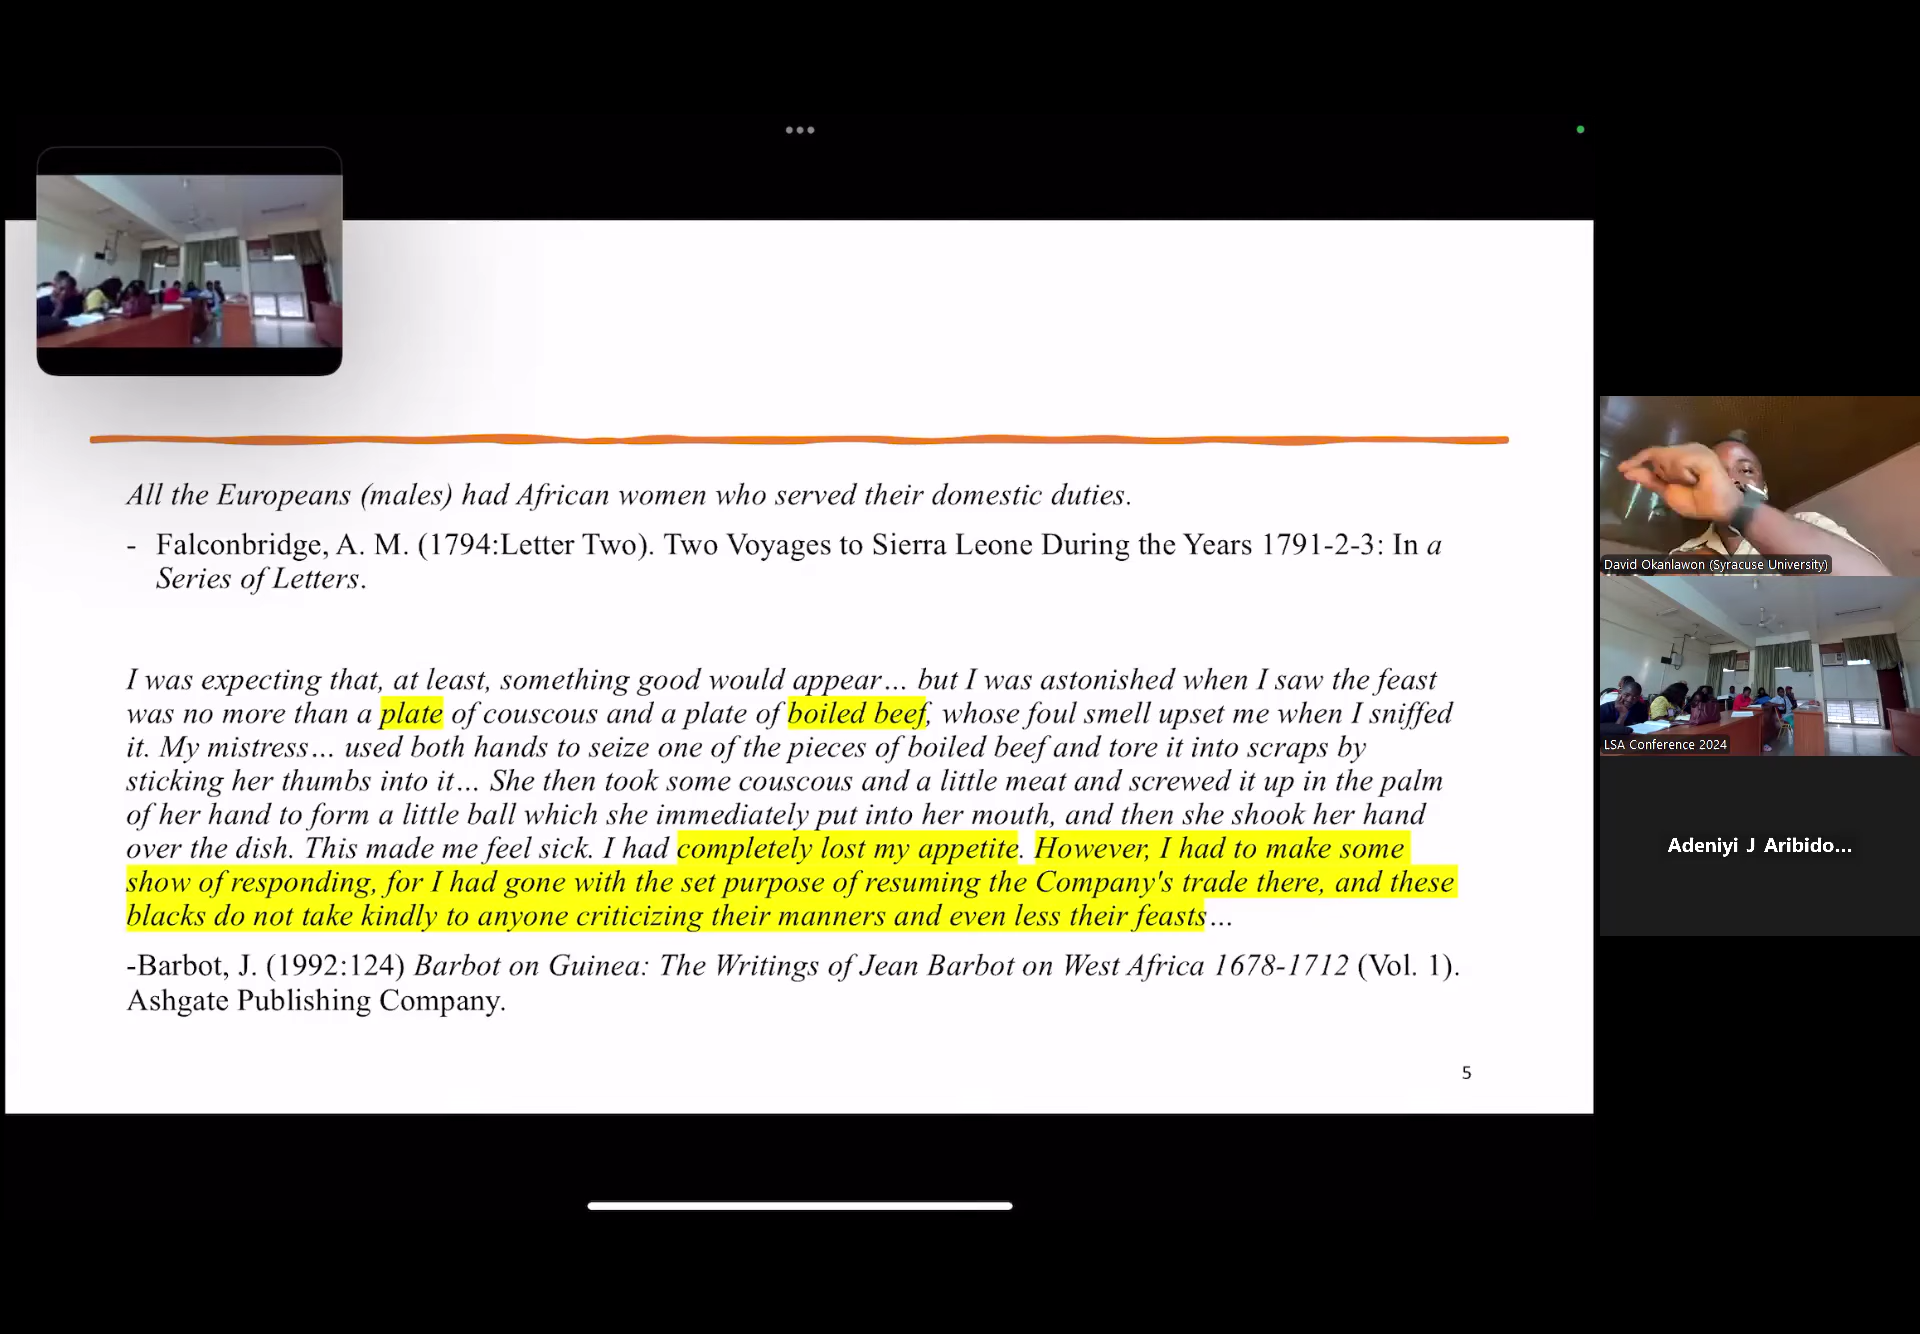 All the Europeans (males) had African women who served their domestic duties.
- Falconbridge, A. M. (1794:Letter Two). Two Voyages to Sierra Leone During the Years 1791-2-3: In a
Series of Letters.
I was expecting that, at least, something good would appear... but I was astonished when I saw the feast
was no more than a plate of couscous and a plate of boiled beef, whose foul smell upset me when I sniffed
it. My mistress... used both hands to seize one of the pieces of boiled beef and tore it into scraps by
sticking her thumbs into it... She then took some couscous and a little meat and screwed it up in the palm
of her hand to form a little ball which she immediately put into her mouth, and then she shook her hand
over the dish. This made me feel sick. I had completely lost my appetite. However, I had to make some
show of responding, for I had gone with the set purpose of resuming the Company's trade there, and these
blacks do not take kindly to anyone criticizing their manners and even less their feasts...
-Barbot, J. (1992:124) Barbot on Guinea: The Writings of Jean Barbot on West Africa 1678-1712 (Vol. 1).
Ashgate Publishing Company.
5
David Okanlawon (Syracuse University)
LSA Conference 2024
Adeniyi J Aribido...